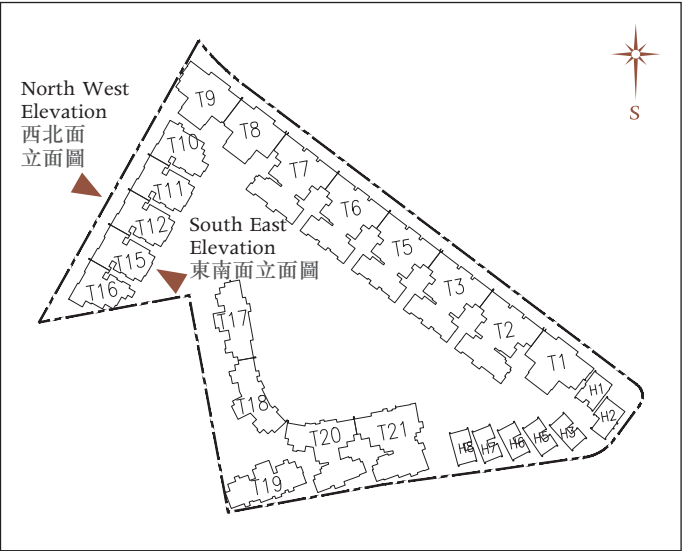 North West
Elevation
西北面
立面圖
South East
Elevation
東南面立面圖
S
T9
T8
T10
T7
T11
T6
T12
T5
T15
T3
T16
T2
T17
T1
H1
T18
H2
T20
T21
H3
H5
H6
H7
H8
T19